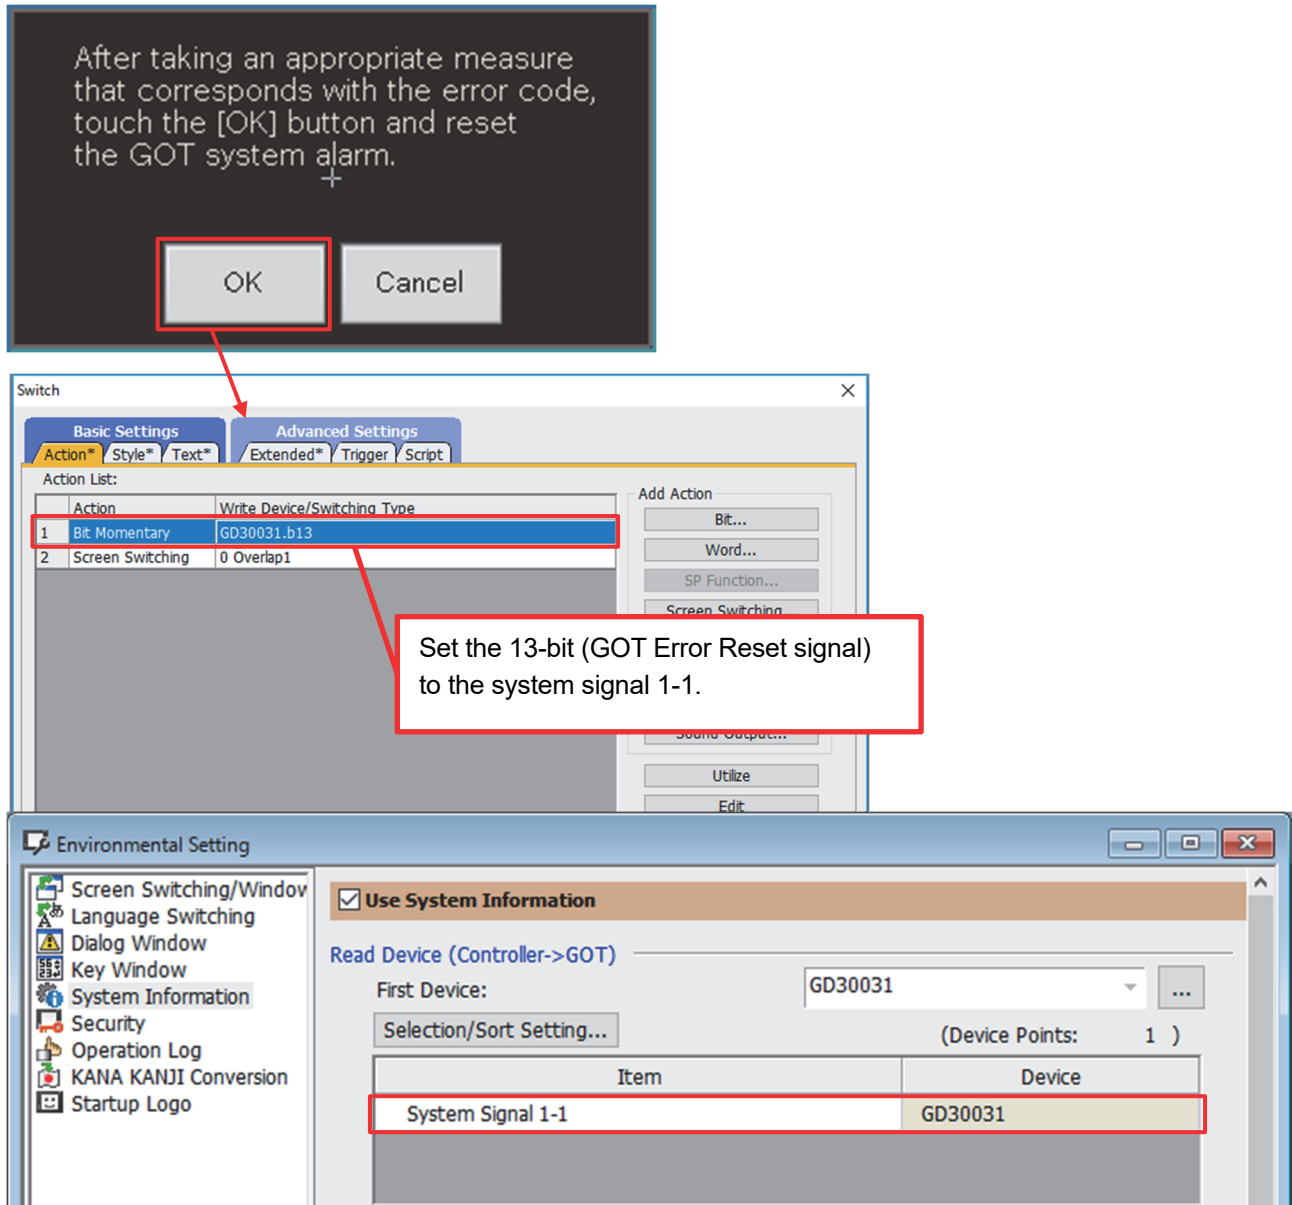 After taking an appropriate measure
that corresponds with the error code,
touch the [OK] button and reset
the GOT system alarm.
OK
Cancel
Switch
Basic Settings
Advanced Settings
Action*
Style*
Text*
Extended*
Trigger
Script
Action List:
Action
Write Device/Switching Type
1
Bit Momentary
GD30031.b13
2
Screen Switching
0 Overlap1
Add Action
Bit...
Word...
SP Function...
Screen Switching...
Set the 13-bit (GOT Error Reset signal)
to the system signal 1-1.
Sound Output...
Utilize
Edit
Environmental Setting
Screen Switching/Window
Language Switching
Dialog Window
Key Window
System Information
Security
Operation Log
KANA KANJI Conversion
Startup Logo
Use System Information
Read Device (Controller->GOT)
First Device:
GD30031
...
Selection/Sort Setting...
(Device Points: 1 )
Item
Device
System Signal 1-1
GD30031